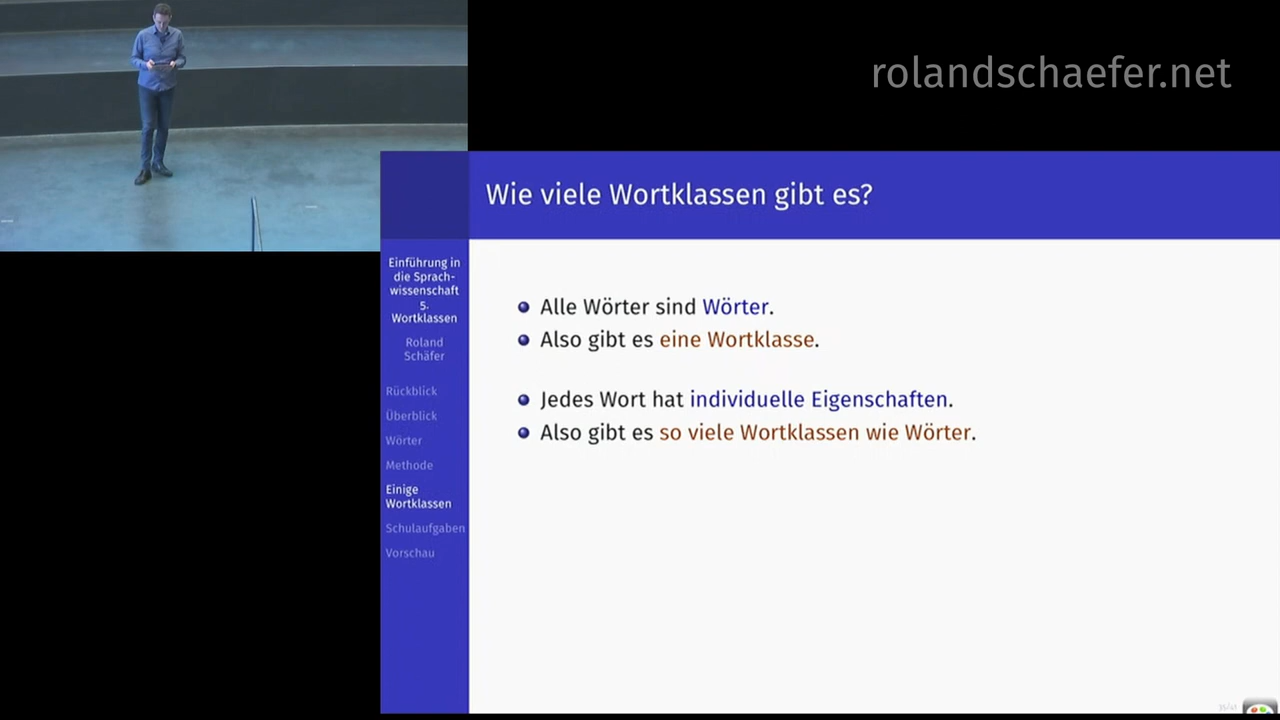 rolandschaefer.net
Wie viele Wortklassen gibt es?
Einführung in
die Sprach-
wissenschaft
5.
Wortklassen
Roland
Schäfer
Rückblick
Überblick
Wörter
Methode
Einige
Wortklassen
Schulaufgaben
Vorschau
Alle Wörter sind Wörter.
Also gibt es eine Wortklasse.
Jedes Wort hat individuelle Eigenschaften.
Also gibt es so viele Wortklassen wie Wörter.